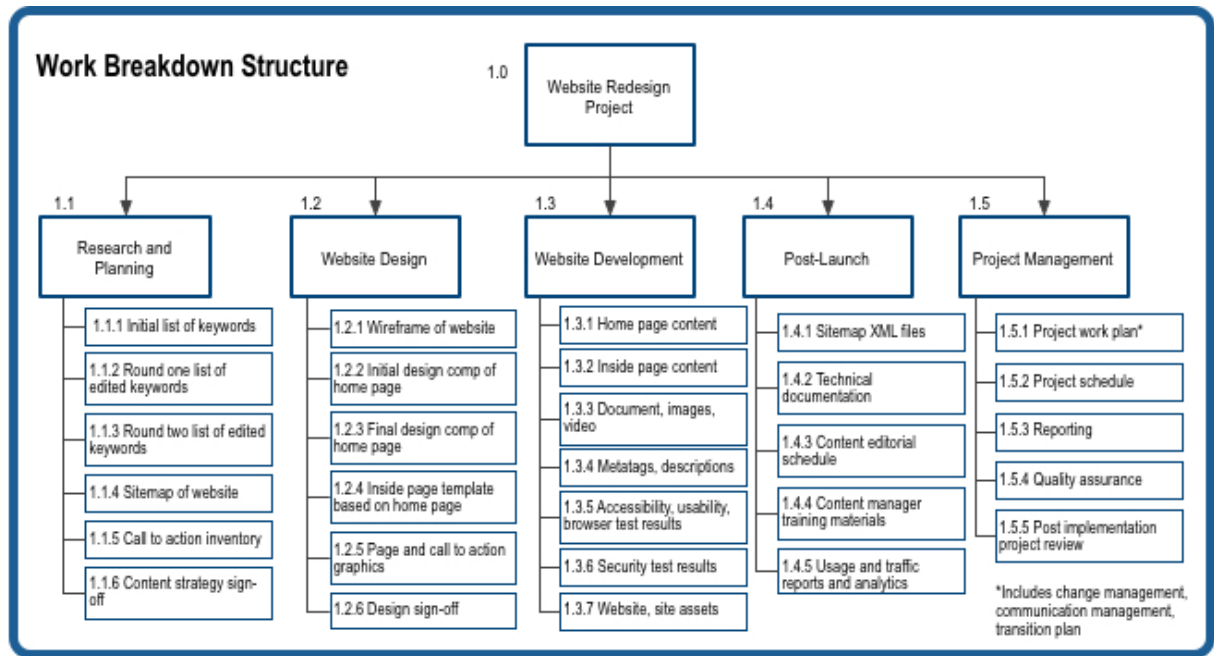 Work Breakdown Structure
1.0
Website Redesign
Project
1.1
Research and
Planning
1.1.1 Initial list of keywords
1.1.2 Round one list of
edited keywords
1.1.3 Round two list of edited
keywords
1.1.4 Sitemap of website
1.1.5 Call to action inventory
1.1.6 Content strategy sign-
off
1.2
Website Design
1.2.1 Wireframe of website
1.2.2 Initial design comp of
home page
1.2.3 Final design comp of
home page
1.2.4 Inside page template
based on home page
1.2.5 Page and call to action
graphics
1.2.6 Design sign-off
1.3
Website Development
1.3.1 Home page content
1.3.2 Inside page content
1.3.3 Document, images,
video
1.3.4 Metatags, descriptions
1.3.5 Accessibility, usability,
browser test results
1.3.6 Security test results
1.3.7 Website, site assets
1.4
Post-Launch
1.4.1 Sitemap XML files
1.4.2 Technical
documentation
1.4.3 Content editorial
schedule
1.4.4 Content manager
training materials
1.4.5 Usage and traffic
reports and analytics
1.5
Project Management
1.5.1 Project work plan*
1.5.2 Project schedule
1.5.3 Reporting
1.5.4 Quality assurance
1.5.5 Post implementation
project review
*Includes change management,
communication management,
transition plan